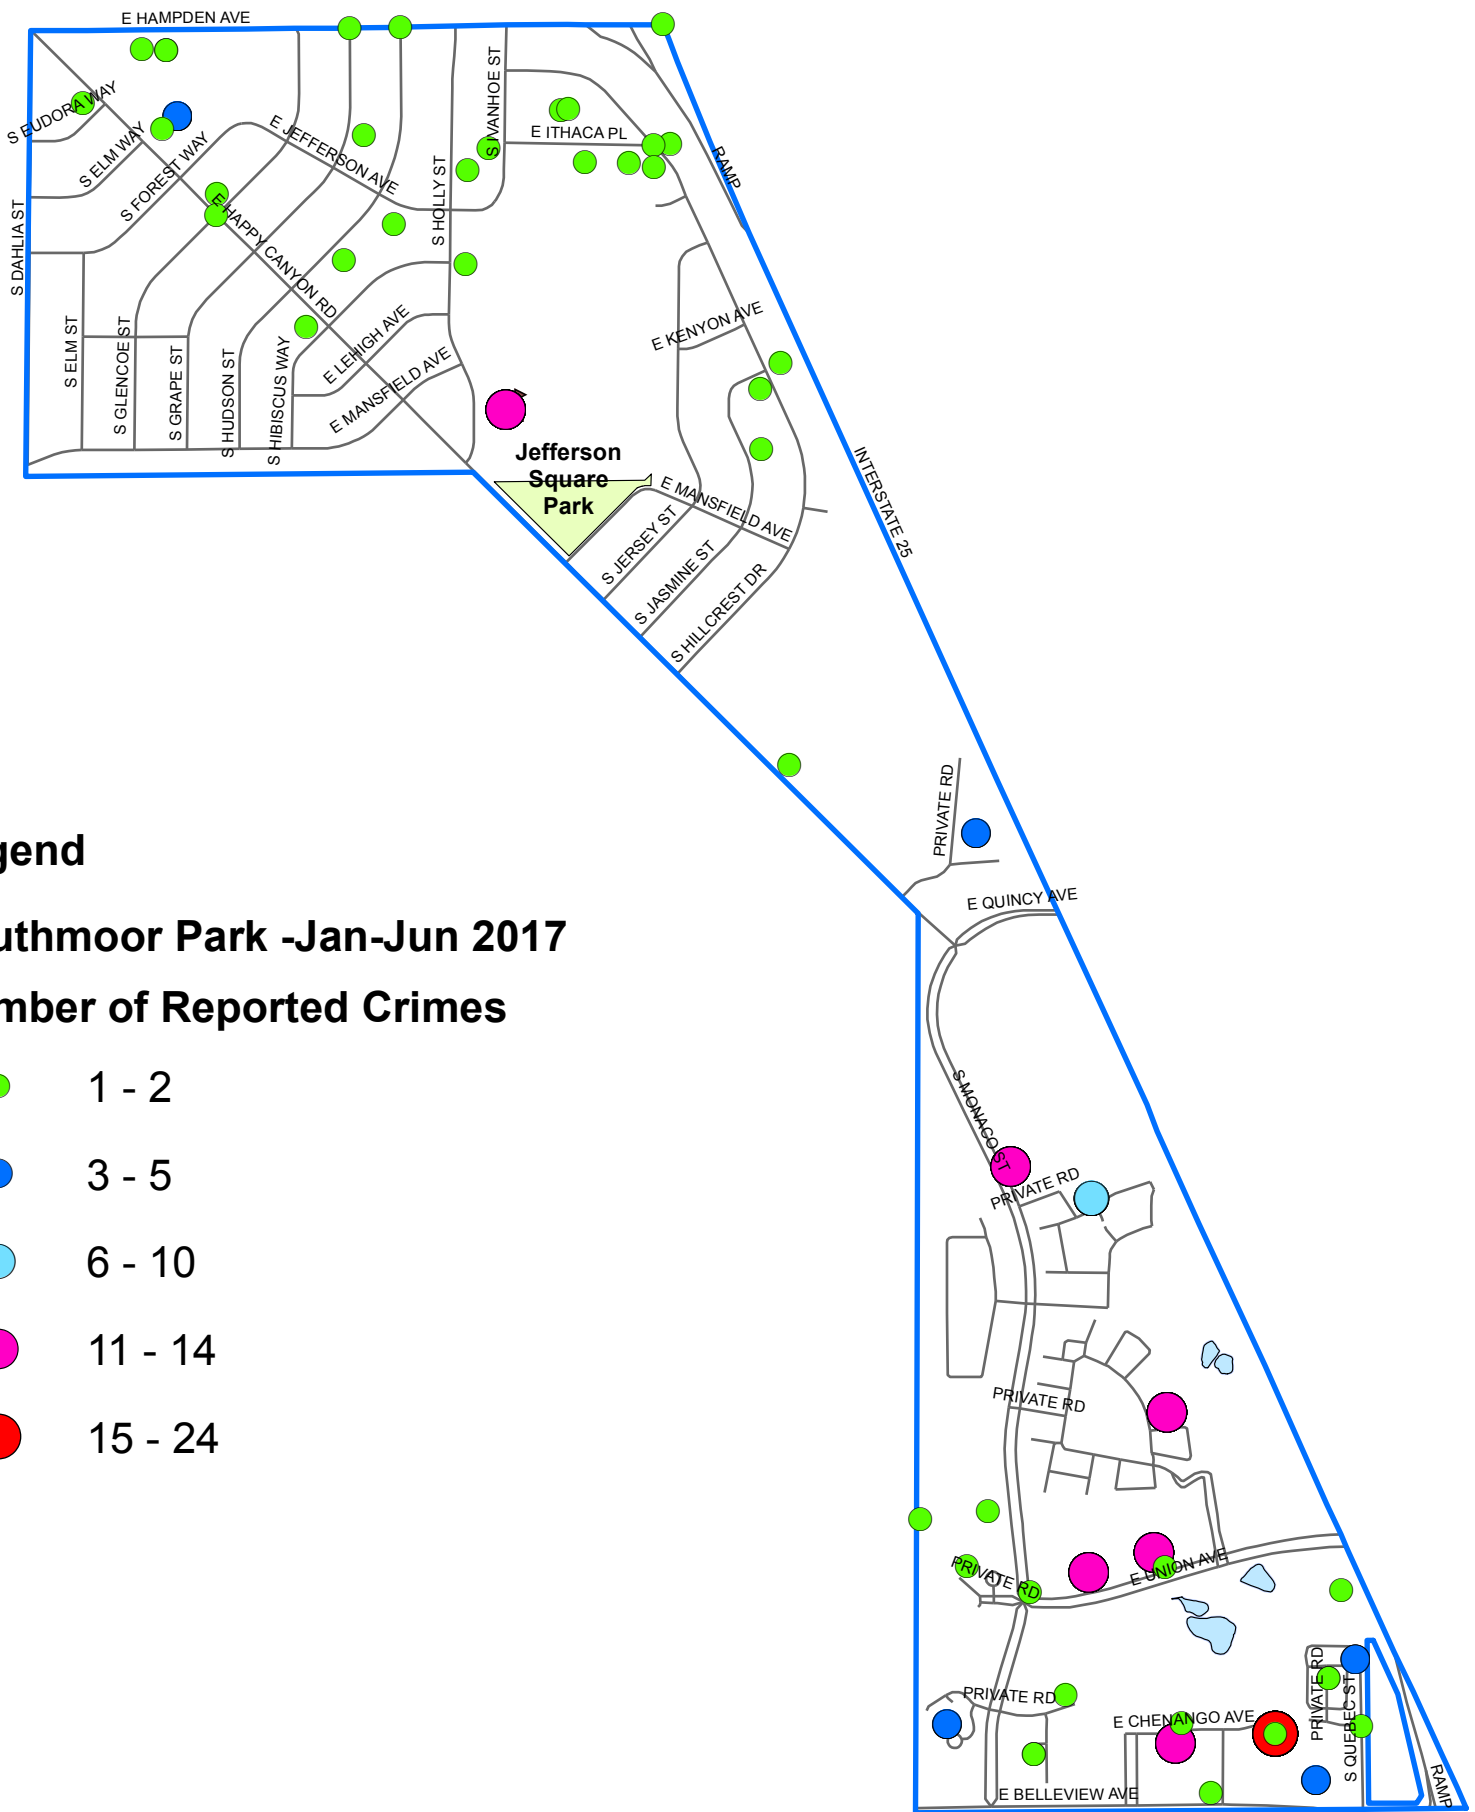 E HAMPDEN AVE
S EUDORA WAY
S ELM WAY
S FOREST WAY
E JEFFERSON AVE
S IVANHOE ST
E ITHACA PL
RAMP
S HOLLY ST
S DAHLIA ST
E HAPPY CANYON RD
S ELM ST
S GLENCOE ST
S GRAPE ST
S HUDSON ST
S HIBISCUS WAY
E LEHIGH AVE
E MANSFIELD AVE
E KENYON AVE
Jefferson
Square
Park
E MANSFIELD AVE
S JERSEY ST
S JASMINE ST
S HILLCREST DR
INTERSTATE 25
PRIVATE RD
E QUINCY AVE
gend
uthmoor Park -Jan-Jun 2017
mber of Reported Crimes
1 - 2
3 - 5
6 - 10
11 - 14
15 - 24
S MONACO ST
PRIVATE RD
PRIVATE RD
PRIVATE RD
E UNION AVE
PRIVATE RD
E CHENANGO AVE
PRIVATE RD
S QUEBEC ST
RAMP
E BELLEVIEW AVE